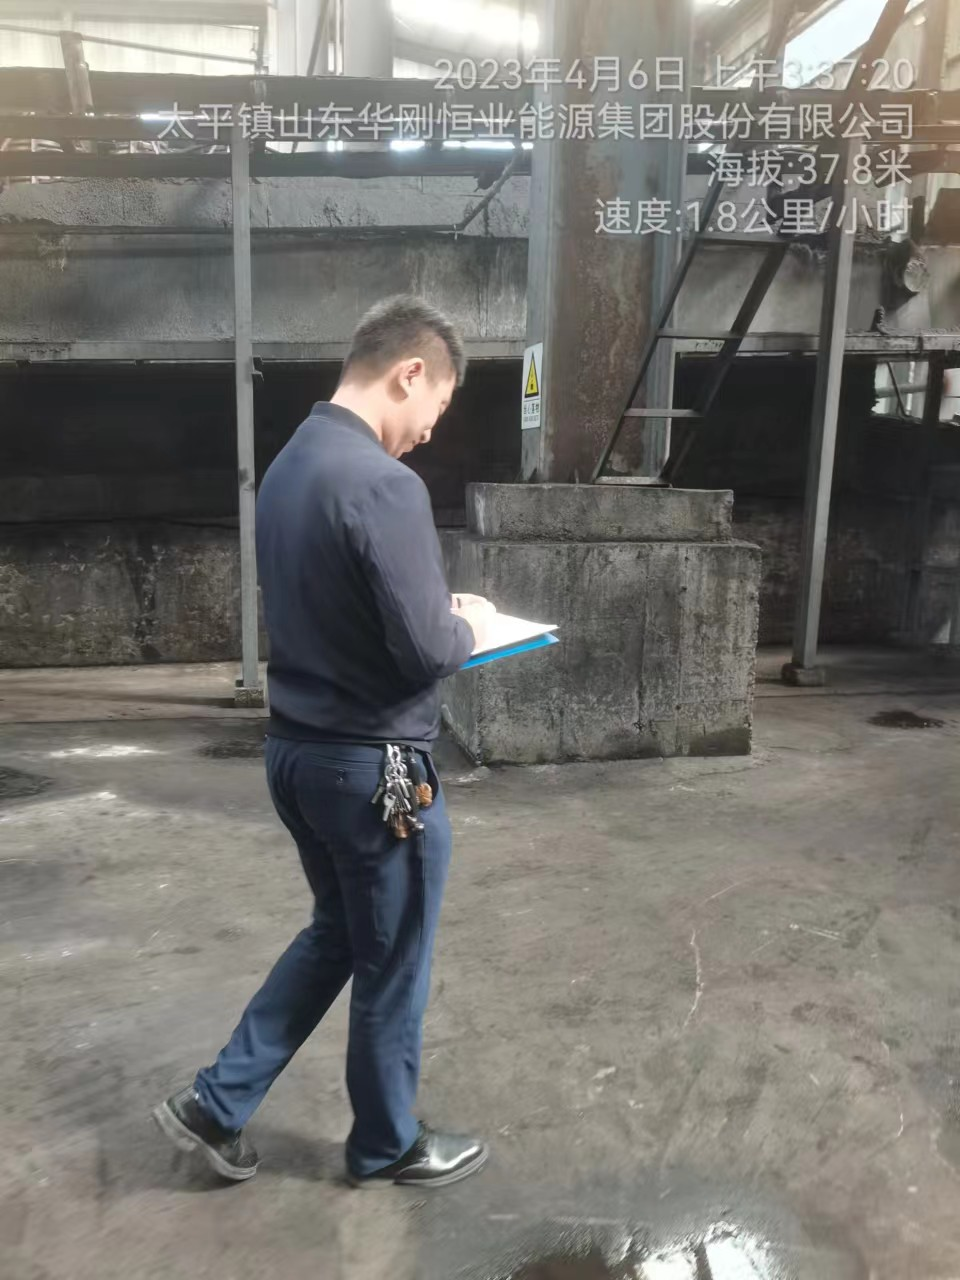 2023年4月6日 上午3:37:20
太平镇山东华刚恒业能源集团股份有限公司
海拔:37.8米
速度:1.8公里/小时